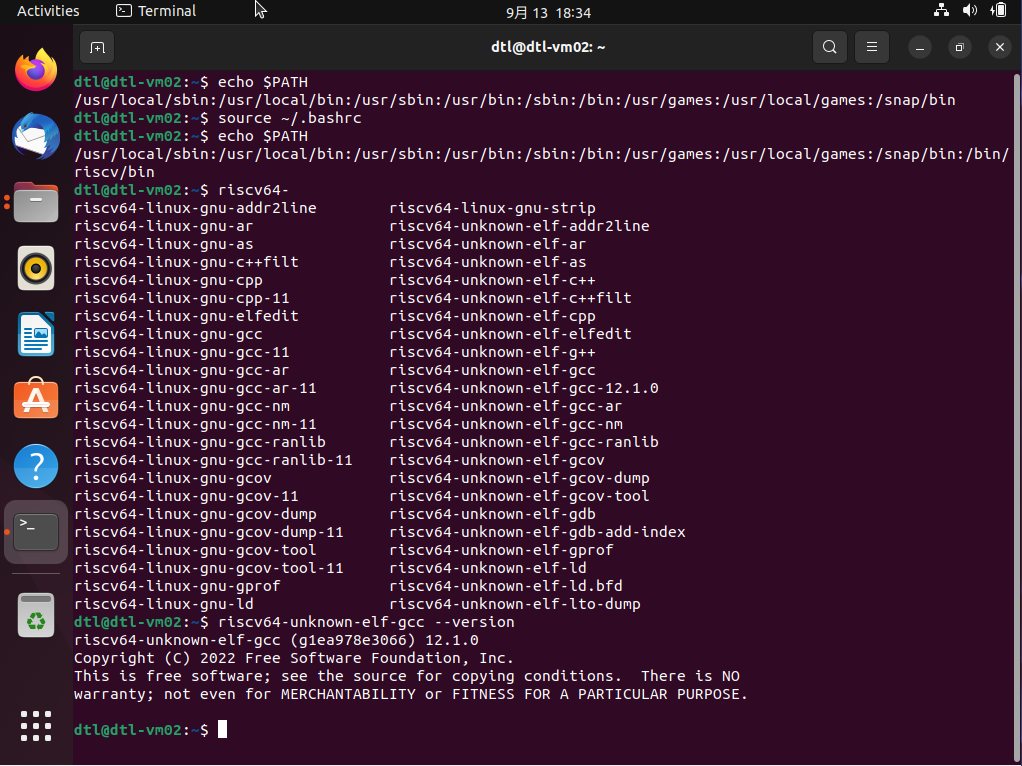 Activities Terminal 9月 13 18:34
dtl@dtl-vm02: ~
dtl@dtl-vm02:~$ echo $PATH
/usr/local/sbin:/usr/local/bin:/usr/sbin:/usr/bin:/sbin:/bin:/usr/games:/usr/local/games:/snap/bin
dtl@dtl-vm02:~$ source ~/.bashrc
dtl@dtl-vm02:~$ echo $PATH
/usr/local/sbin:/usr/local/bin:/usr/sbin:/usr/bin:/sbin:/bin:/usr/games:/usr/local/games:/snap/bin:/bin/
riscv/bin
dtl@dtl-vm02:~$ riscv64-
riscv64-linux-gnu-addr2line riscv64-linux-gnu-strip
riscv64-linux-gnu-ar riscv64-unknown-elf-addr2line
riscv64-linux-gnu-as riscv64-unknown-elf-ar
riscv64-linux-gnu-c++filt riscv64-unknown-elf-as
riscv64-linux-gnu-cpp riscv64-unknown-elf-c++
riscv64-linux-gnu-cpp-11 riscv64-unknown-elf-c++filt
riscv64-linux-gnu-elfedit riscv64-unknown-elf-cpp
riscv64-linux-gnu-gcc riscv64-unknown-elf-elfedit
riscv64-linux-gnu-gcc-11 riscv64-unknown-elf-g++
riscv64-linux-gnu-gcc-ar riscv64-unknown-elf-gcc
riscv64-linux-gnu-gcc-ar-11 riscv64-unknown-elf-gcc-12.1.0
riscv64-linux-gnu-gcc-nm riscv64-unknown-elf-gcc-ar
riscv64-linux-gnu-gcc-nm-11 riscv64-unknown-elf-gcc-nm
riscv64-linux-gnu-gcc-ranlib riscv64-unknown-elf-gcc-ranlib
riscv64-linux-gnu-gcc-ranlib-11 riscv64-unknown-elf-gcov
riscv64-linux-gnu-gcov riscv64-unknown-elf-gcov-dump
riscv64-linux-gnu-gcov-11 riscv64-unknown-elf-gcov-tool
riscv64-linux-gnu-gcov-dump riscv64-unknown-elf-gdb
riscv64-linux-gnu-gcov-dump-11 riscv64-unknown-elf-gdb-add-index
riscv64-linux-gnu-gcov-tool riscv64-unknown-elf-gprof
riscv64-linux-gnu-gcov-tool-11 riscv64-unknown-elf-ld
riscv64-linux-gnu-gprof riscv64-unknown-elf-ld.bfd
riscv64-linux-gnu-ld riscv64-unknown-elf-lto-dump
dtl@dtl-vm02:~$ riscv64-unknown-elf-gcc --version
riscv64-unknown-elf-gcc (g1ea978e3066) 12.1.0
Copyright (C) 2022 Free Software Foundation, Inc.
This is free software; see the source for copying conditions.  There is NO
warranty; not even for MERCHANTABILITY or FITNESS FOR A PARTICULAR PURPOSE.
dtl@dtl-vm02:~$